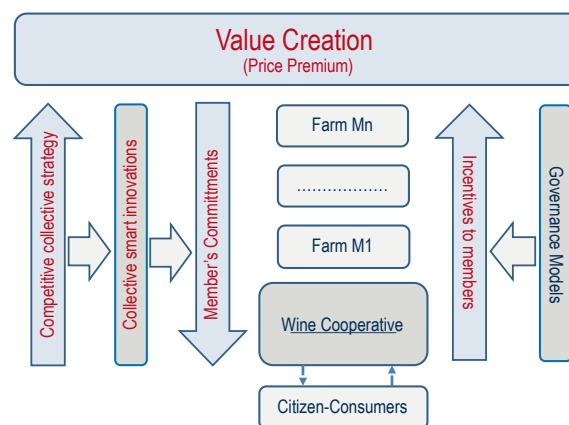 Value Creation
(Price Premium)
Competitive collective strategy
Collective smart innovations
Member's Committments
Farm Mn
..................
Farm M1
Wine Cooperative
Citizen-Consumers
Incentives to members
Governance Models